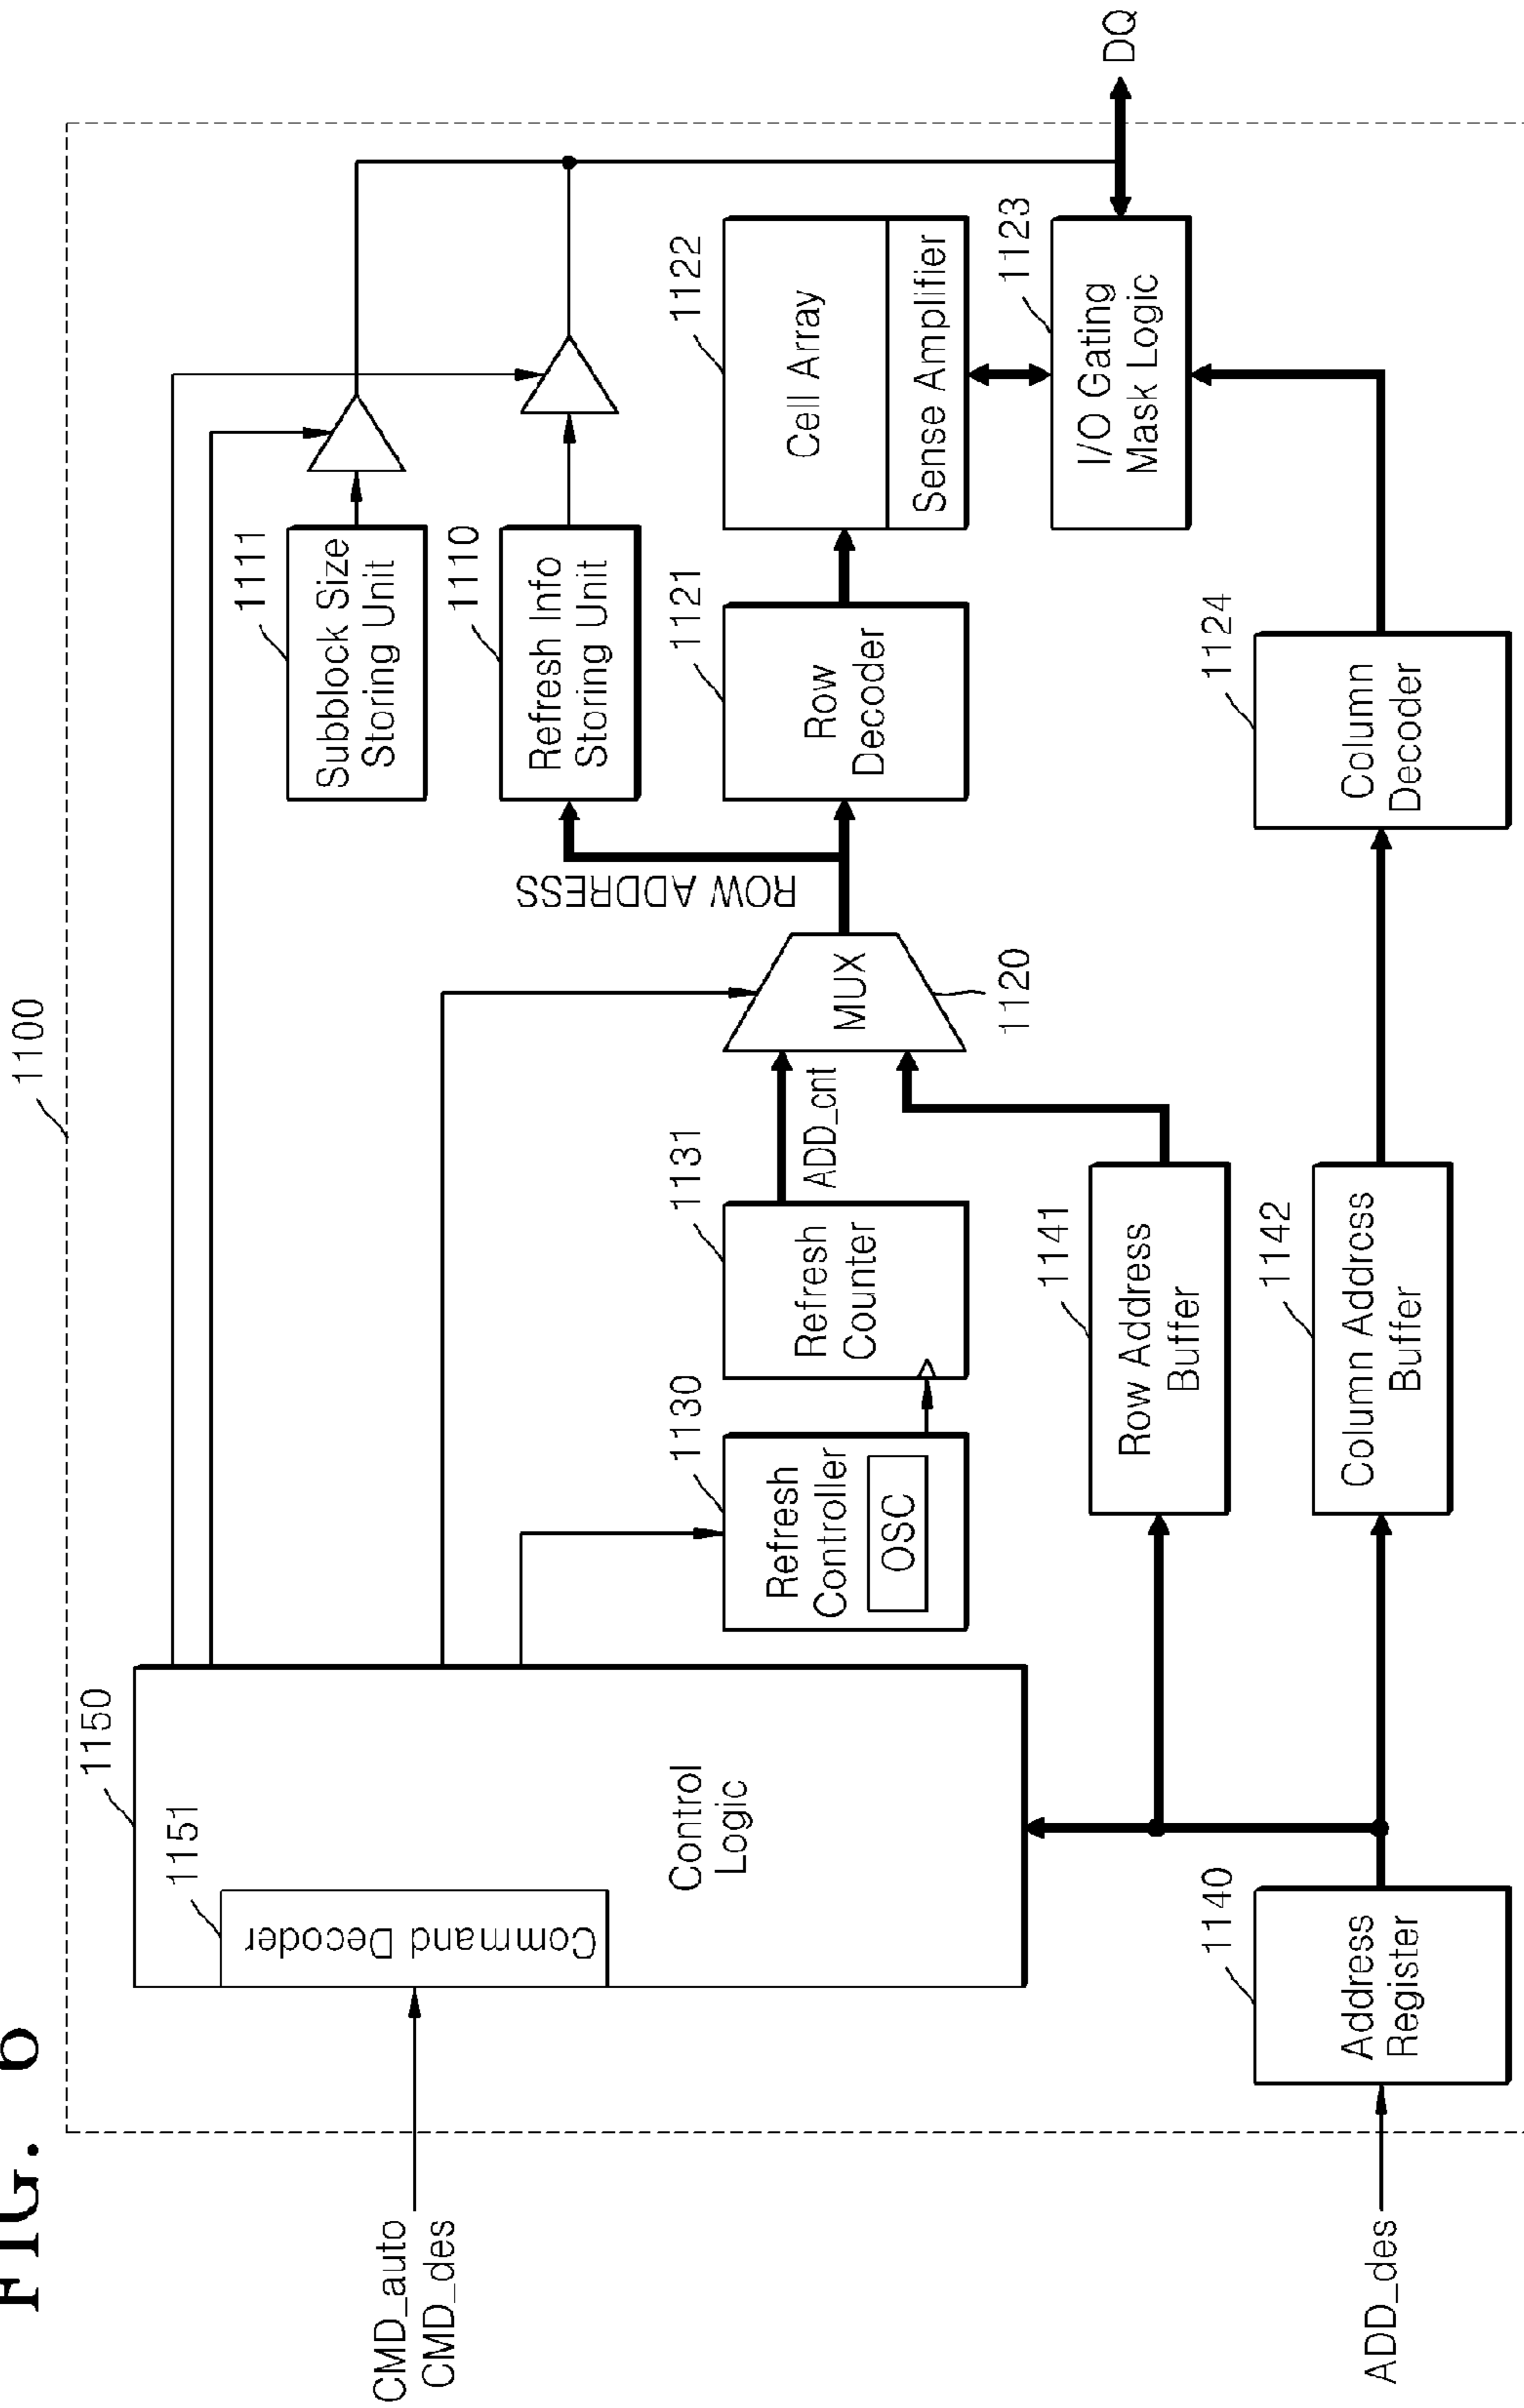 FIG. 6
1100
1150
1151
Command Decoder
Control
Logic
CMD_auto
CMD_des
1111
Subblock Size
Storing Unit
1110
Refresh Info
Storing Unit
1130
Refresh
Controller
OSC
1131
Refresh
Counter
ADD_cnt
MUX
1120
ROW ADDRESS
1121
Row
Decoder
1122
Cell Array
Sense Amplifier
1123
I/O Gating
Mask Logic
DQ
1141
Row Address
Buffer
1142
Column Address
Buffer
1124
Column
Decoder
1140
Address
Register
ADD_des